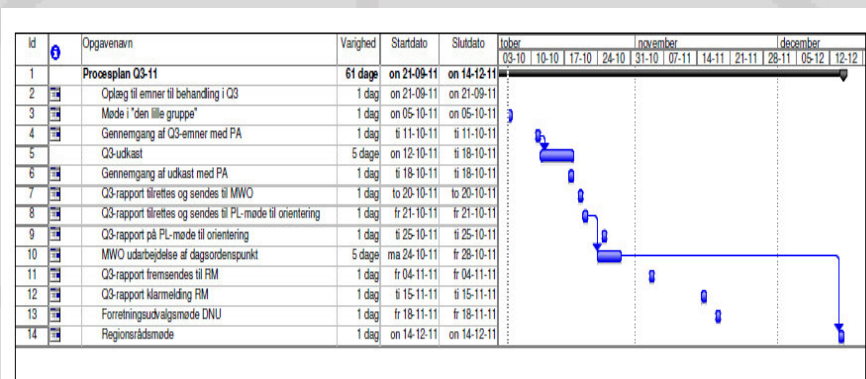 Id Opgavenavn Varighed Startdato Slutdato tober november december
03-10 10-10 17-10 24-10 31-10 07-11 14-11 21-11 28-11 05-12 12-12
1 Procesplan Q3-11 61 dage on 21-09-11 on 14-12-11
2 Oplæg til emner til behandling i Q3 1 dag on 21-09-11 on 21-09-11
3 Møde i "den lille gruppe" 1 dag on 05-10-11 on 05-10-11
4 Gennemgang af Q3-emner med PA 1 dag ti 11-10-11 ti 11-10-11
5 Q3-udkast 5 dage on 12-10-11 ti 18-10-11
6 Gennemgang af udkast med PA 1 dag ti 18-10-11 ti 18-10-11
7 Q3-rapport tilrettes og sendes til MWO 1 dag to 20-10-11 to 20-10-11
8 Q3-rapport tilrettes og sendes til PL-møde til orientering 1 dag fr 21-10-11 fr 21-10-11
9 Q3-rapport på PL-møde til orientering 1 dag ti 25-10-11 ti 25-10-11
10 MWO udarbejdelse af dagsordenspunkt 5 dage ma 24-10-11 fr 28-10-11
11 Q3-rapport fremsendes til RM 1 dag fr 04-11-11 fr 04-11-11
12 Q3-rapport klarmelding RM 1 dag ti 15-11-11 ti 15-11-11
13 Forretningsudvalgsmøde DNU 1 dag fr 18-11-11 fr 18-11-11
14 Regionsrådsmøde 1 dag on 14-12-11 on 14-12-11